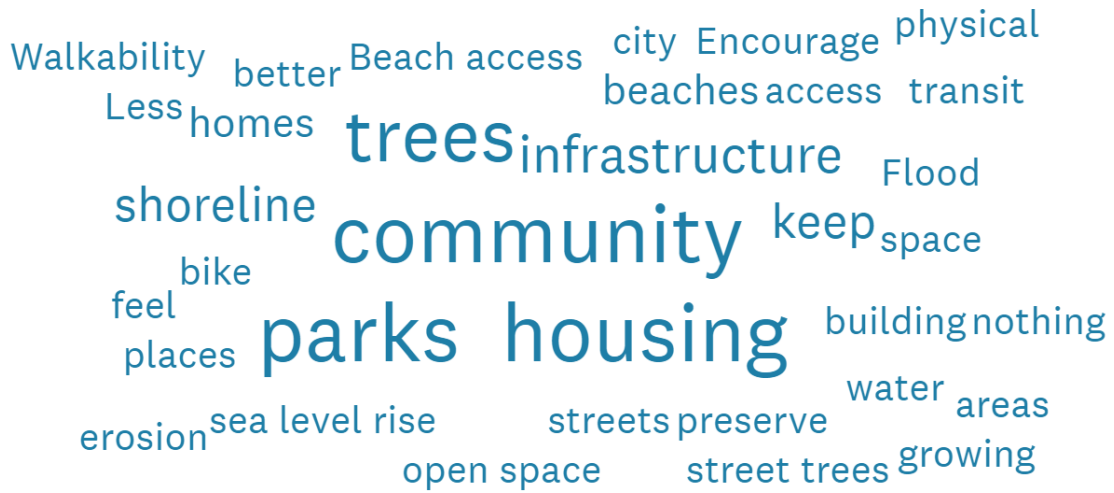 Walkability better Beach access city Encourage physical
Less homes beaches access transit
trees infrastructure Flood
shoreline community keep space
bike
feel
places parks housing building nothing
water areas
erosion sea level rise streets preserve
open space street trees growing